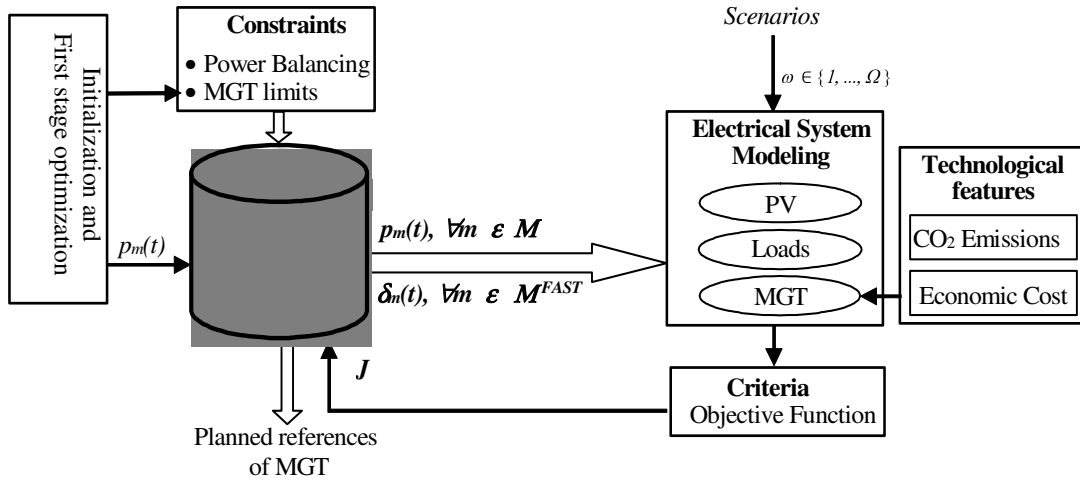 Initialization and
First stage optimization
Constraints
• Power Balancing
• MGT limits
pm(t)
pm(t), ∀m ε M
δm(t), ∀m ε M^FAST
J
Planned references
of MGT
Scenarios
ω ∈ {1, ..., Ω}
Electrical System
Modeling
PV
Loads
MGT
Technological
features
CO₂ Emissions
Economic Cost
Criteria
Objective Function